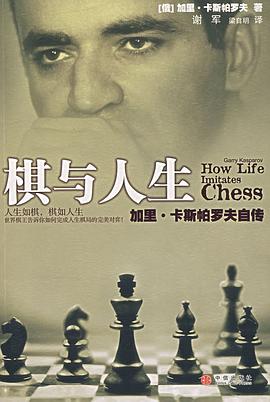 [俄] 加里·卡斯帕罗夫 著
谢军 梁自明 译
Garry Kasparov
How Life
Imitates
Chess
棋与人生
加里·卡斯帕罗夫自传
人生如棋，棋如人生
世界棋王告诉你如何完成人生棋局的完美对弈！